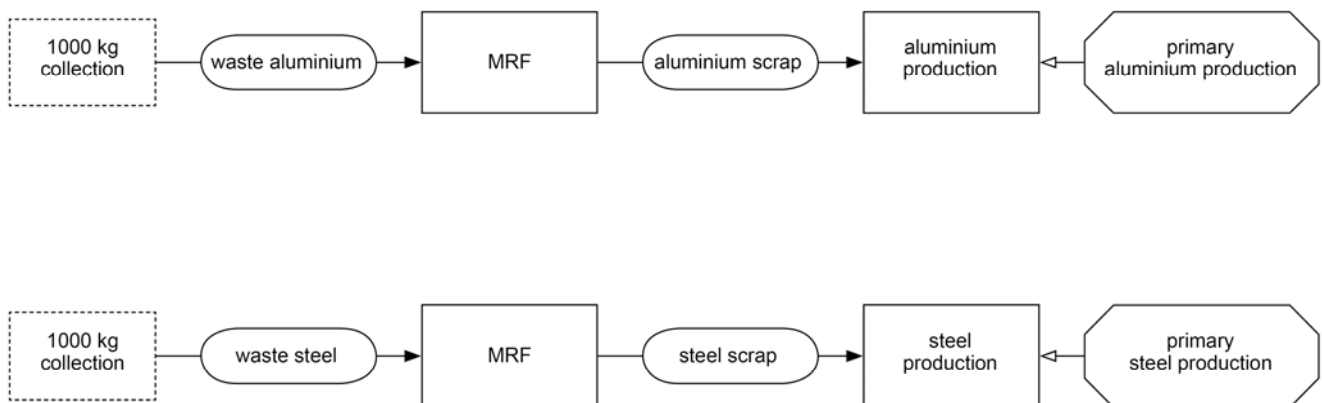 1000 kg
collection
waste aluminium
MRF
aluminium scrap
aluminium
production
primary
aluminium production
1000 kg
collection
waste steel
MRF
steel scrap
steel
production
primary
steel production